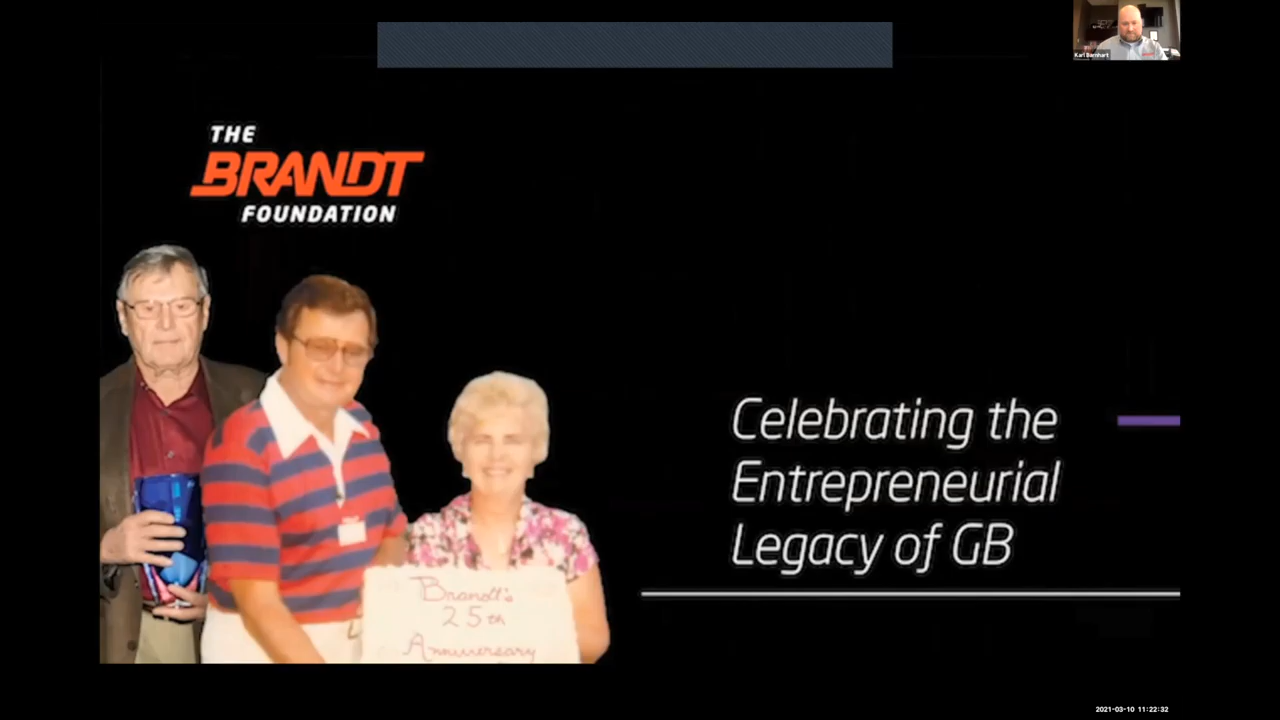 Karl Barnhart
THE
BRANDT
FOUNDATION
Celebrating the
Entrepreneurial
Legacy of GB
Brandt's
25th
Anniversary
2021-03-10 11:22:32